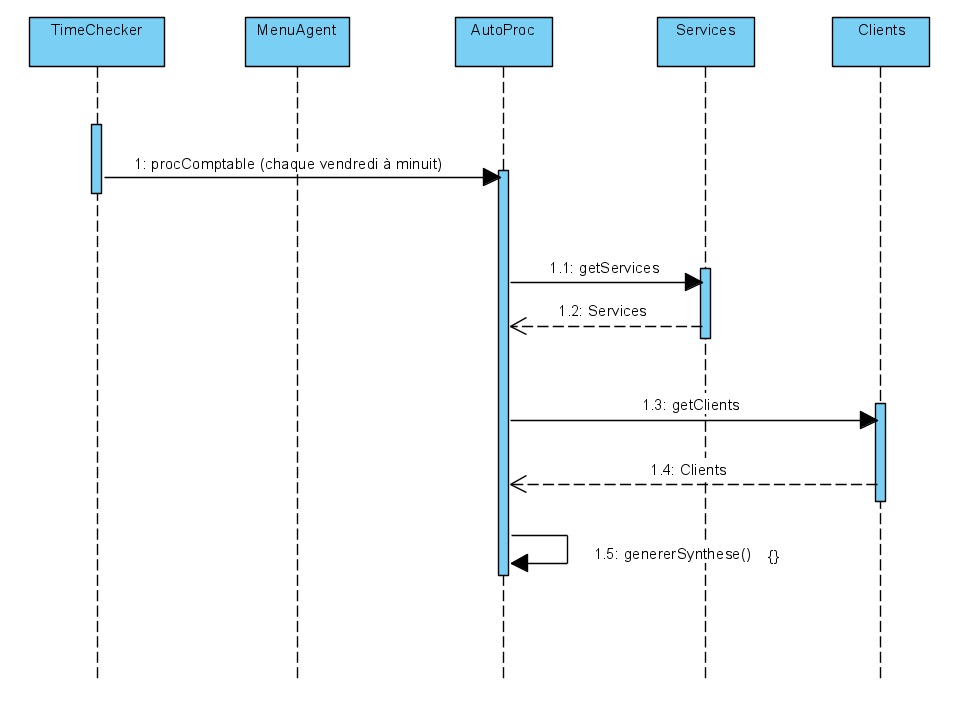 TimeChecker
MenuAgent
AutoProc
Services
Clients
1: procComptable (chaque vendredi à minuit)
1.1: getServices
1.2: Services
1.3: getClients
1.4: Clients
1.5: genererSynthese() {}